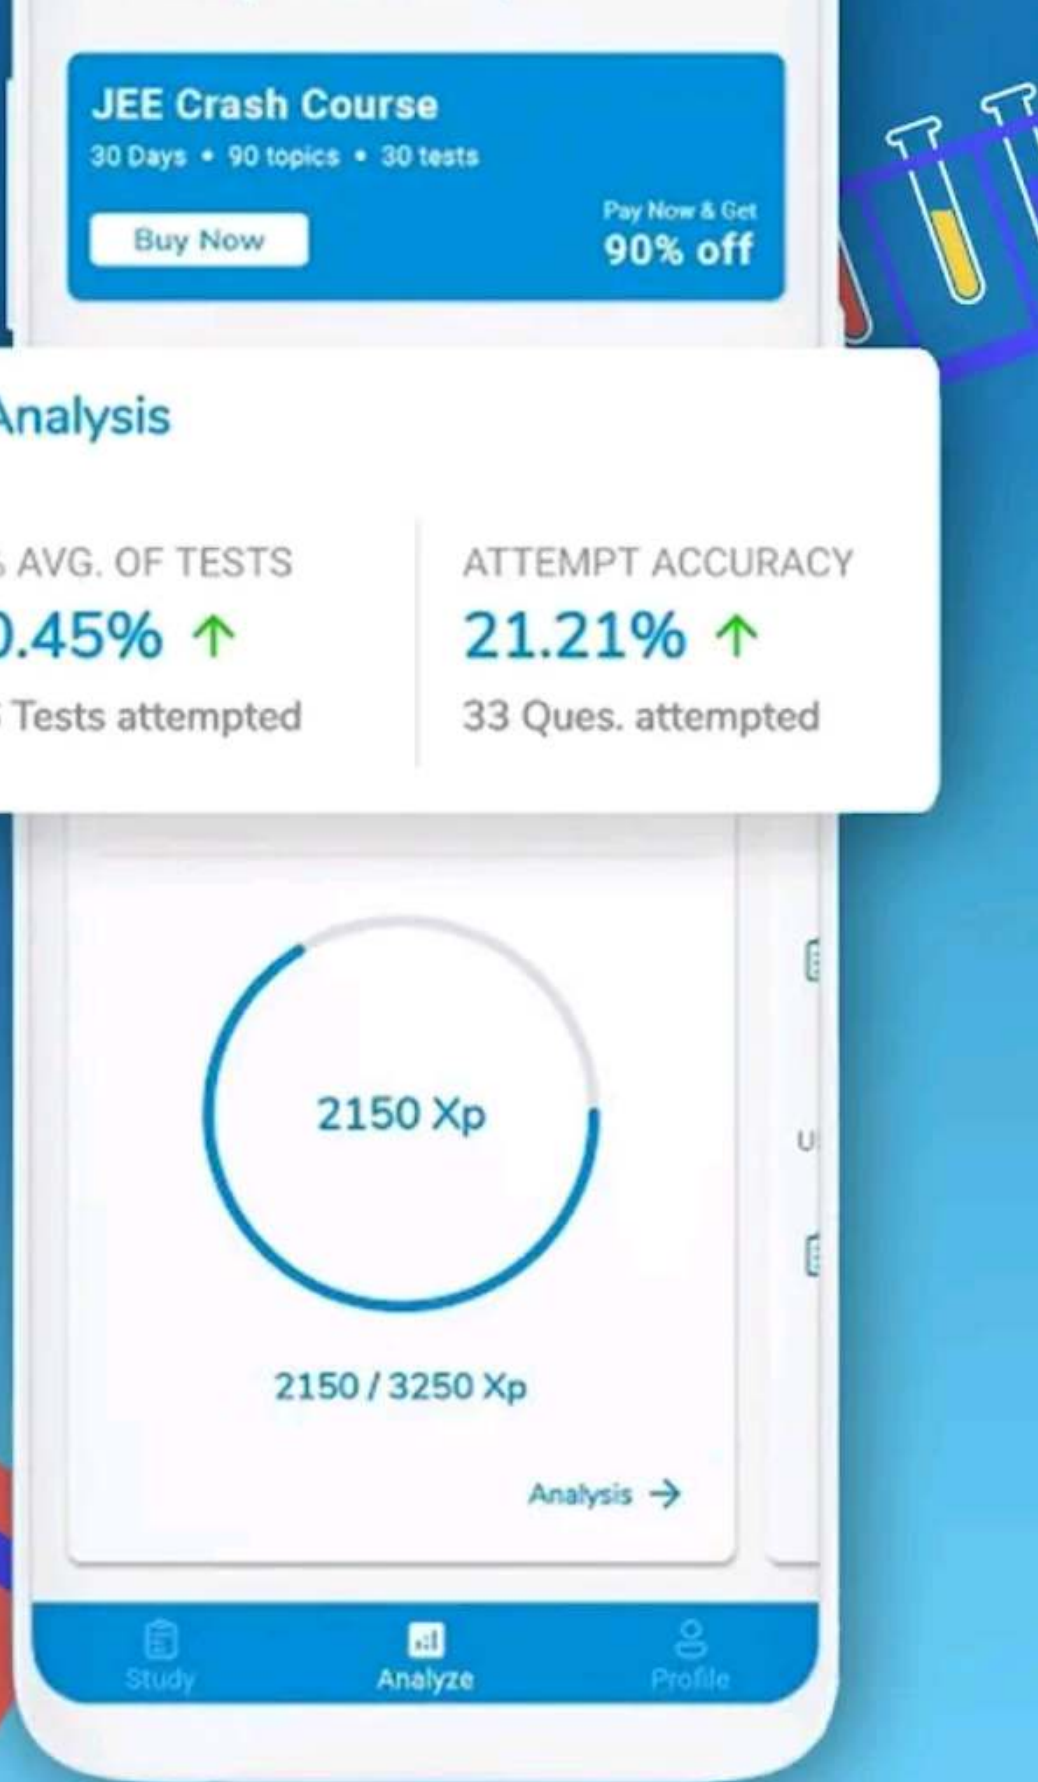 JEE Crash Course
30 Days • 90 topics • 30 tests
Pay Now & Get
Buy Now
90% off
Analysis
AVG. OF TESTS
ATTEMPT ACCURACY
.45% ↑
21.21% ↑
Tests attempted
33 Ques. attempted
2150 Xp
2150 / 3250 Xp
Analysis →
Study
Analyze
Profile